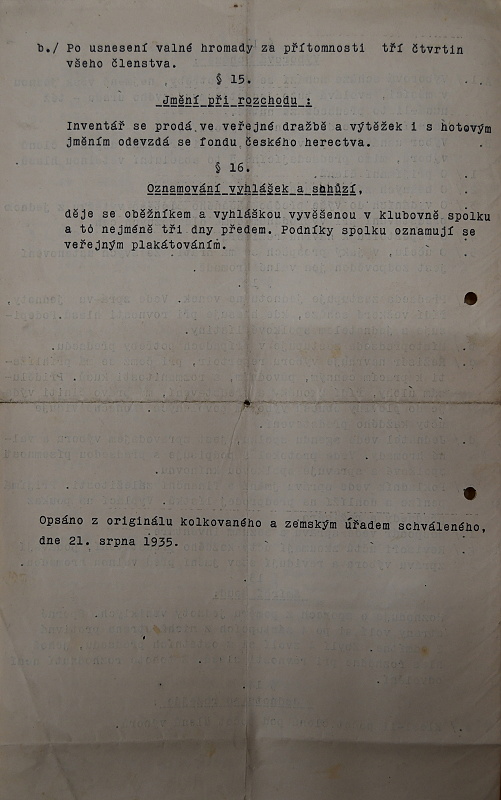 b./ Po usnesení valné hromady za přítomnosti tří čtvrtin
všeho členstva.
§ 15.
Jmění při rozchodu :
Inventář se prodá ve veřejné dražbě a výtěžek i s hotovým
jměním odevzdá se fondu českého herectva.
§ 16.
Oznamování vyhlášek a schůzí,
děje se oběžníkem a vyhláškou vyvěšenou v klubovně spolku
a to nejméně tři dny předem. Podniky spolku oznamují se
veřejným plakátováním.
Opsáno z originálu kolkovaného a zemským úřadem schváleného,
dne 21. srpna 1935.